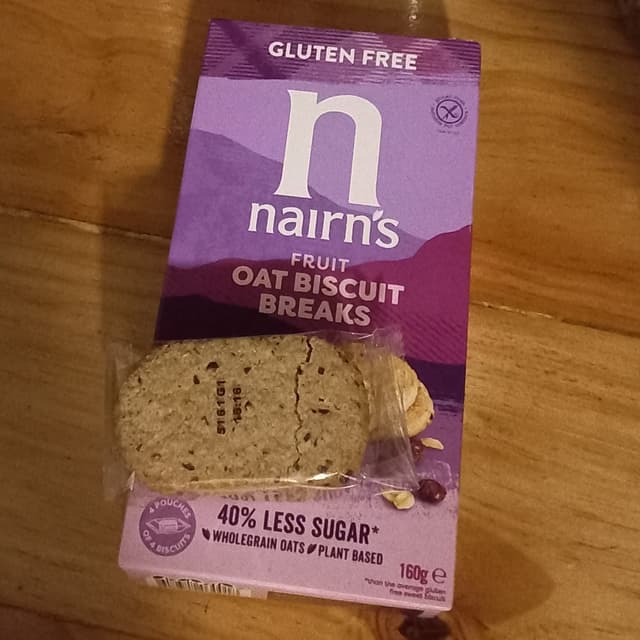 GLUTEN FREE
n
nairn's
FRUIT
OAT BISCUIT
BREAKS
4 POUCHES
OF 4 BISCUITS
40% LESS SUGAR*
WHOLEGRAIN OATS PLANT BASED
160g e
*than the average gluten
free sweet biscuit